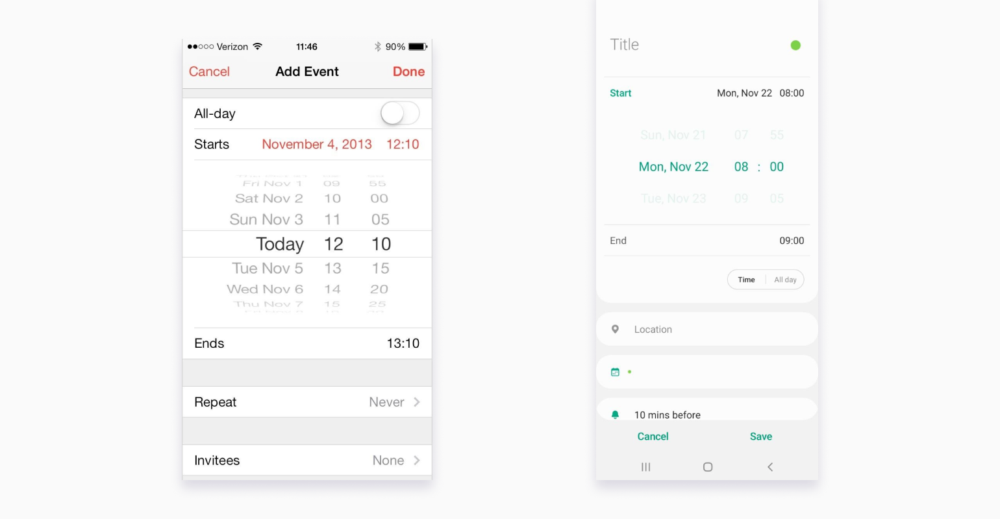 Verizon 11:46 90%
Cancel Add Event Done
All-day
Starts November 4, 2013 12:10
Fri Nov 1 09 55
Sat Nov 2 10 00
Sun Nov 3 11 05
Today 12 10
Tue Nov 5 13 15
Wed Nov 6 14 20
Thu Nov 7 15 25
Ends 13:10
Repeat Never
Invitees None
Title
Start Mon, Nov 22 08:00
Sun, Nov 21 07 55
Mon, Nov 22 08 : 00
Tue, Nov 23 09 05
End 09:00
Time All day
Location
10 mins before
Cancel Save